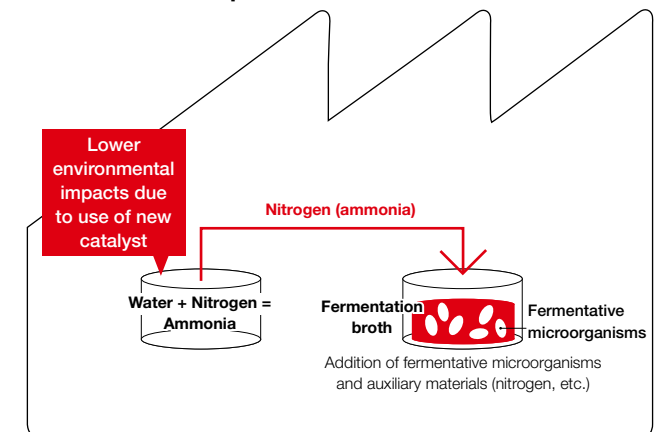 Lower
environmental
impacts due
to use of new
catalyst
Nitrogen (ammonia)
Water + Nitrogen =
Ammonia
Fermentation
broth
Fermentative
microorganisms
Addition of fermentative microorganisms
and auxiliary materials (nitrogen, etc.)